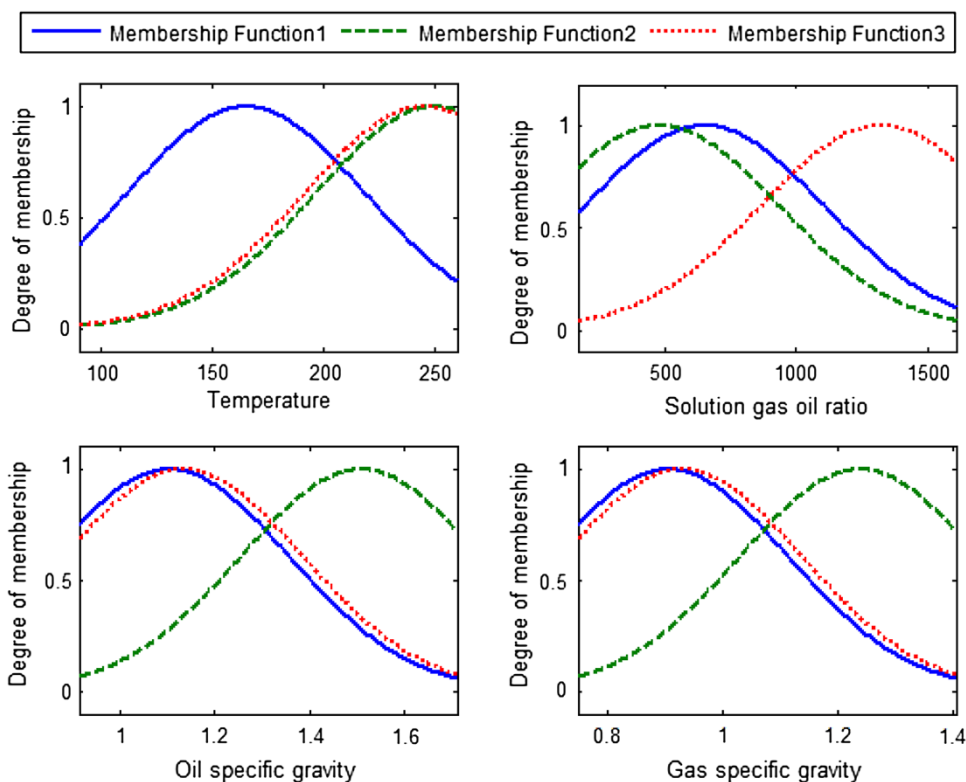 Membership Function1 Membership Function2 Membership Function3
Degree of membership
1
0.5
0
100 150 200 250
Temperature
Degree of membership
1
0.5
0
500 1000 1500
Solution gas oil ratio
Degree of membership
1
0.5
0
1 1.2 1.4 1.6
Oil specific gravity
Degree of membership
1
0.5
0
0.8 1 1.2 1.4
Gas specific gravity